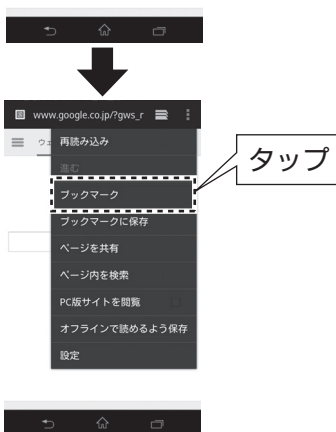 www.google.co.jp/?gws_r
ウェ
再読み込み
進む
ブックマーク
ブックマークに保存
ページを共有
ページ内を検索
PC版サイトを閲覧
オフラインで読めるよう保存
設定
タップ